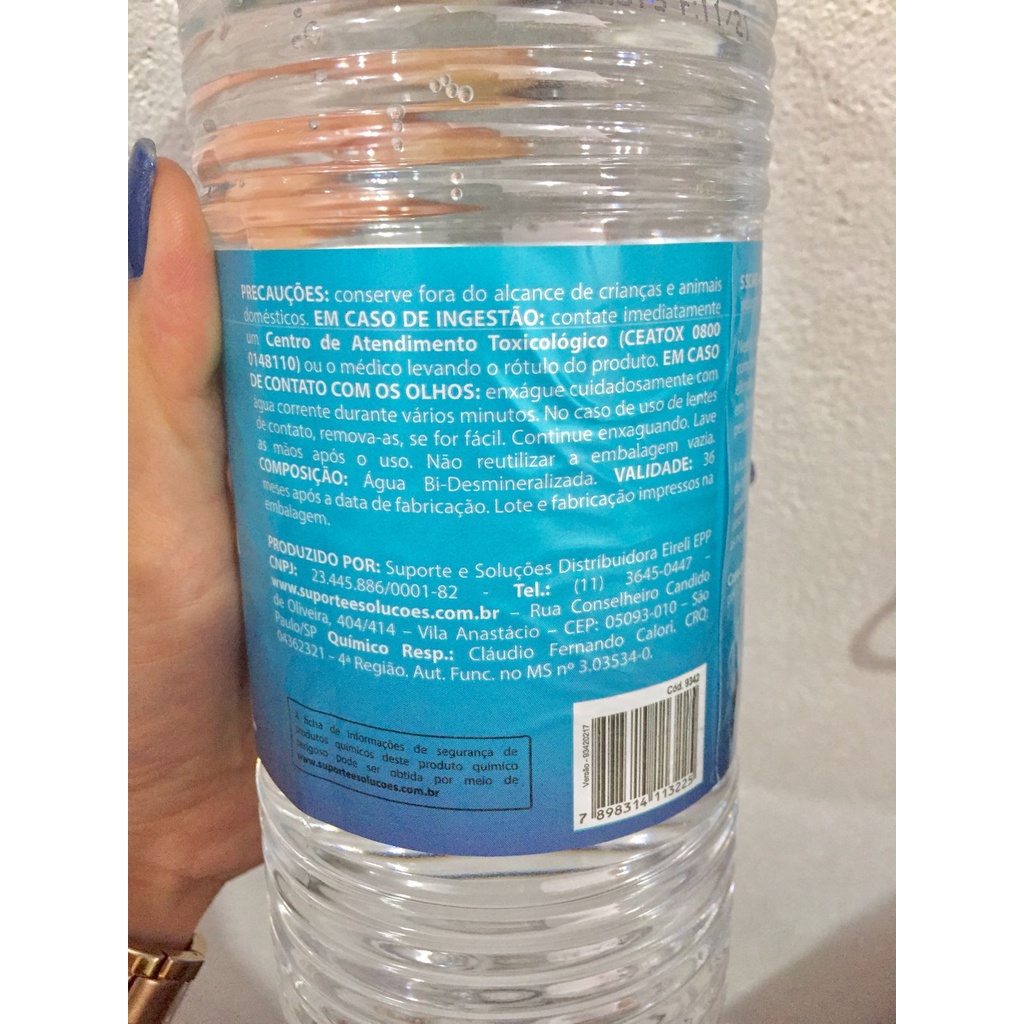 F:11/21
PRECAUÇÕES: conserve fora do alcance de crianças e animais
domésticos. EM CASO DE INGESTÃO: contate imediatamente
um Centro de Atendimento Toxicológico (CEATOX 0800
0148110) ou o médico levando o rótulo do produto. EM CASO
DE CONTATO COM OS OLHOS: enxágue cuidadosamente com
água corrente durante vários minutos. No caso de uso de lentes
de contato, remova-as, se for fácil. Continue enxaguando. Lave
as mãos após o uso. Não reutilizar a embalagem vazia.
COMPOSIÇÃO: Água Bi-Desmineralizada. VALIDADE: 36
meses após a data de fabricação. Lote e fabricação impressos na
embalagem.
PRODUZIDO POR: Suporte e Soluções Distribuidora Eireli EPP
CNPJ: 23.445.886/0001-82 - Tel.: (11) 3645-0447 -
www.suporteesolucoes.com.br – Rua Conselheiro Candido
de Oliveira, 404/414 – Vila Anastácio – CEP: 05093-010 – São
Paulo/SP Químico Resp.: Cláudio Fernando Calori. CRQ:
04362321 - 4ª Região. Aut. Func. no MS nº 3.03534-0.
A ficha de informações de segurança de
produtos químicos deste produto químico
perigoso pode ser obtida por meio de
www.suporteesolucoes.com.br
Cód. 9342
Versão - 93420217
7 898314 113225